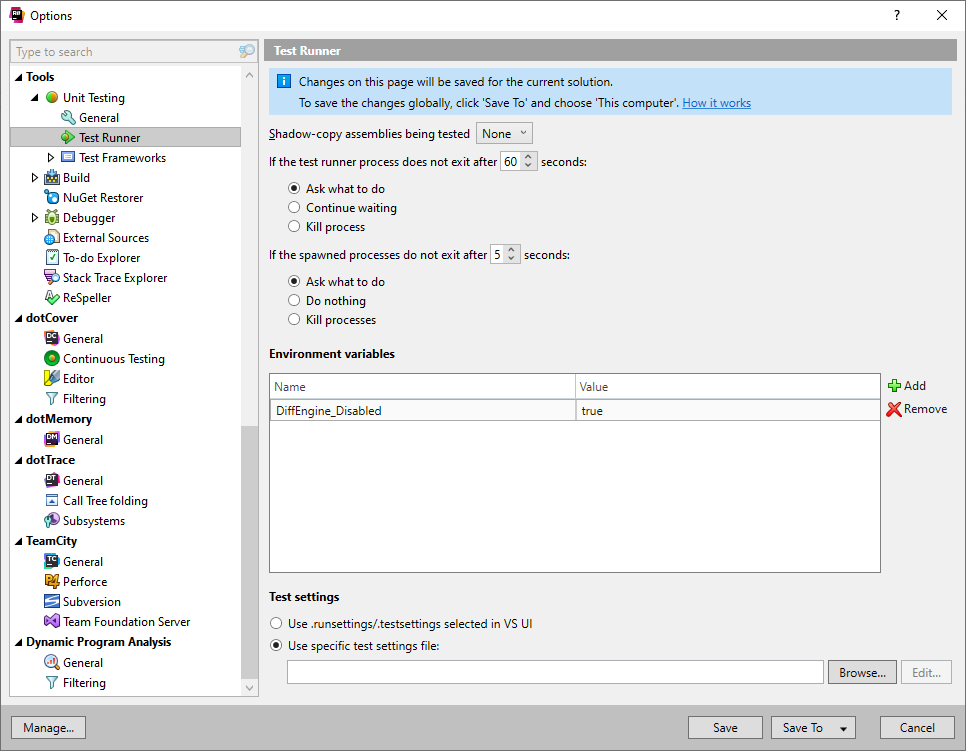 Options
?
Type to search
Tools
Unit Testing
General
Test Runner
Test Frameworks
Build
NuGet Restorer
Debugger
External Sources
To-do Explorer
Stack Trace Explorer
ReSpeller
dotCover
General
Continuous Testing
Editor
Filtering
dotMemory
General
dotTrace
General
Call Tree folding
Subsystems
TeamCity
General
Perforce
Subversion
Team Foundation Server
Dynamic Program Analysis
General
Filtering
Test Runner
Changes on this page will be saved for the current solution.
To save the changes globally, click 'Save To' and choose 'This computer'. How it works
Shadow-copy assemblies being tested None
If the test runner process does not exit after 60 seconds:
Ask what to do
Continue waiting
Kill process
If the spawned processes do not exit after 5 seconds:
Ask what to do
Do nothing
Kill processes
Environment variables
Name Value
DiffEngine_Disabled true
Add
Remove
Test settings
Use .runsettings/.testsettings selected in VS UI
Use specific test settings file:
Browse... Edit...
Manage... Save Save To Cancel